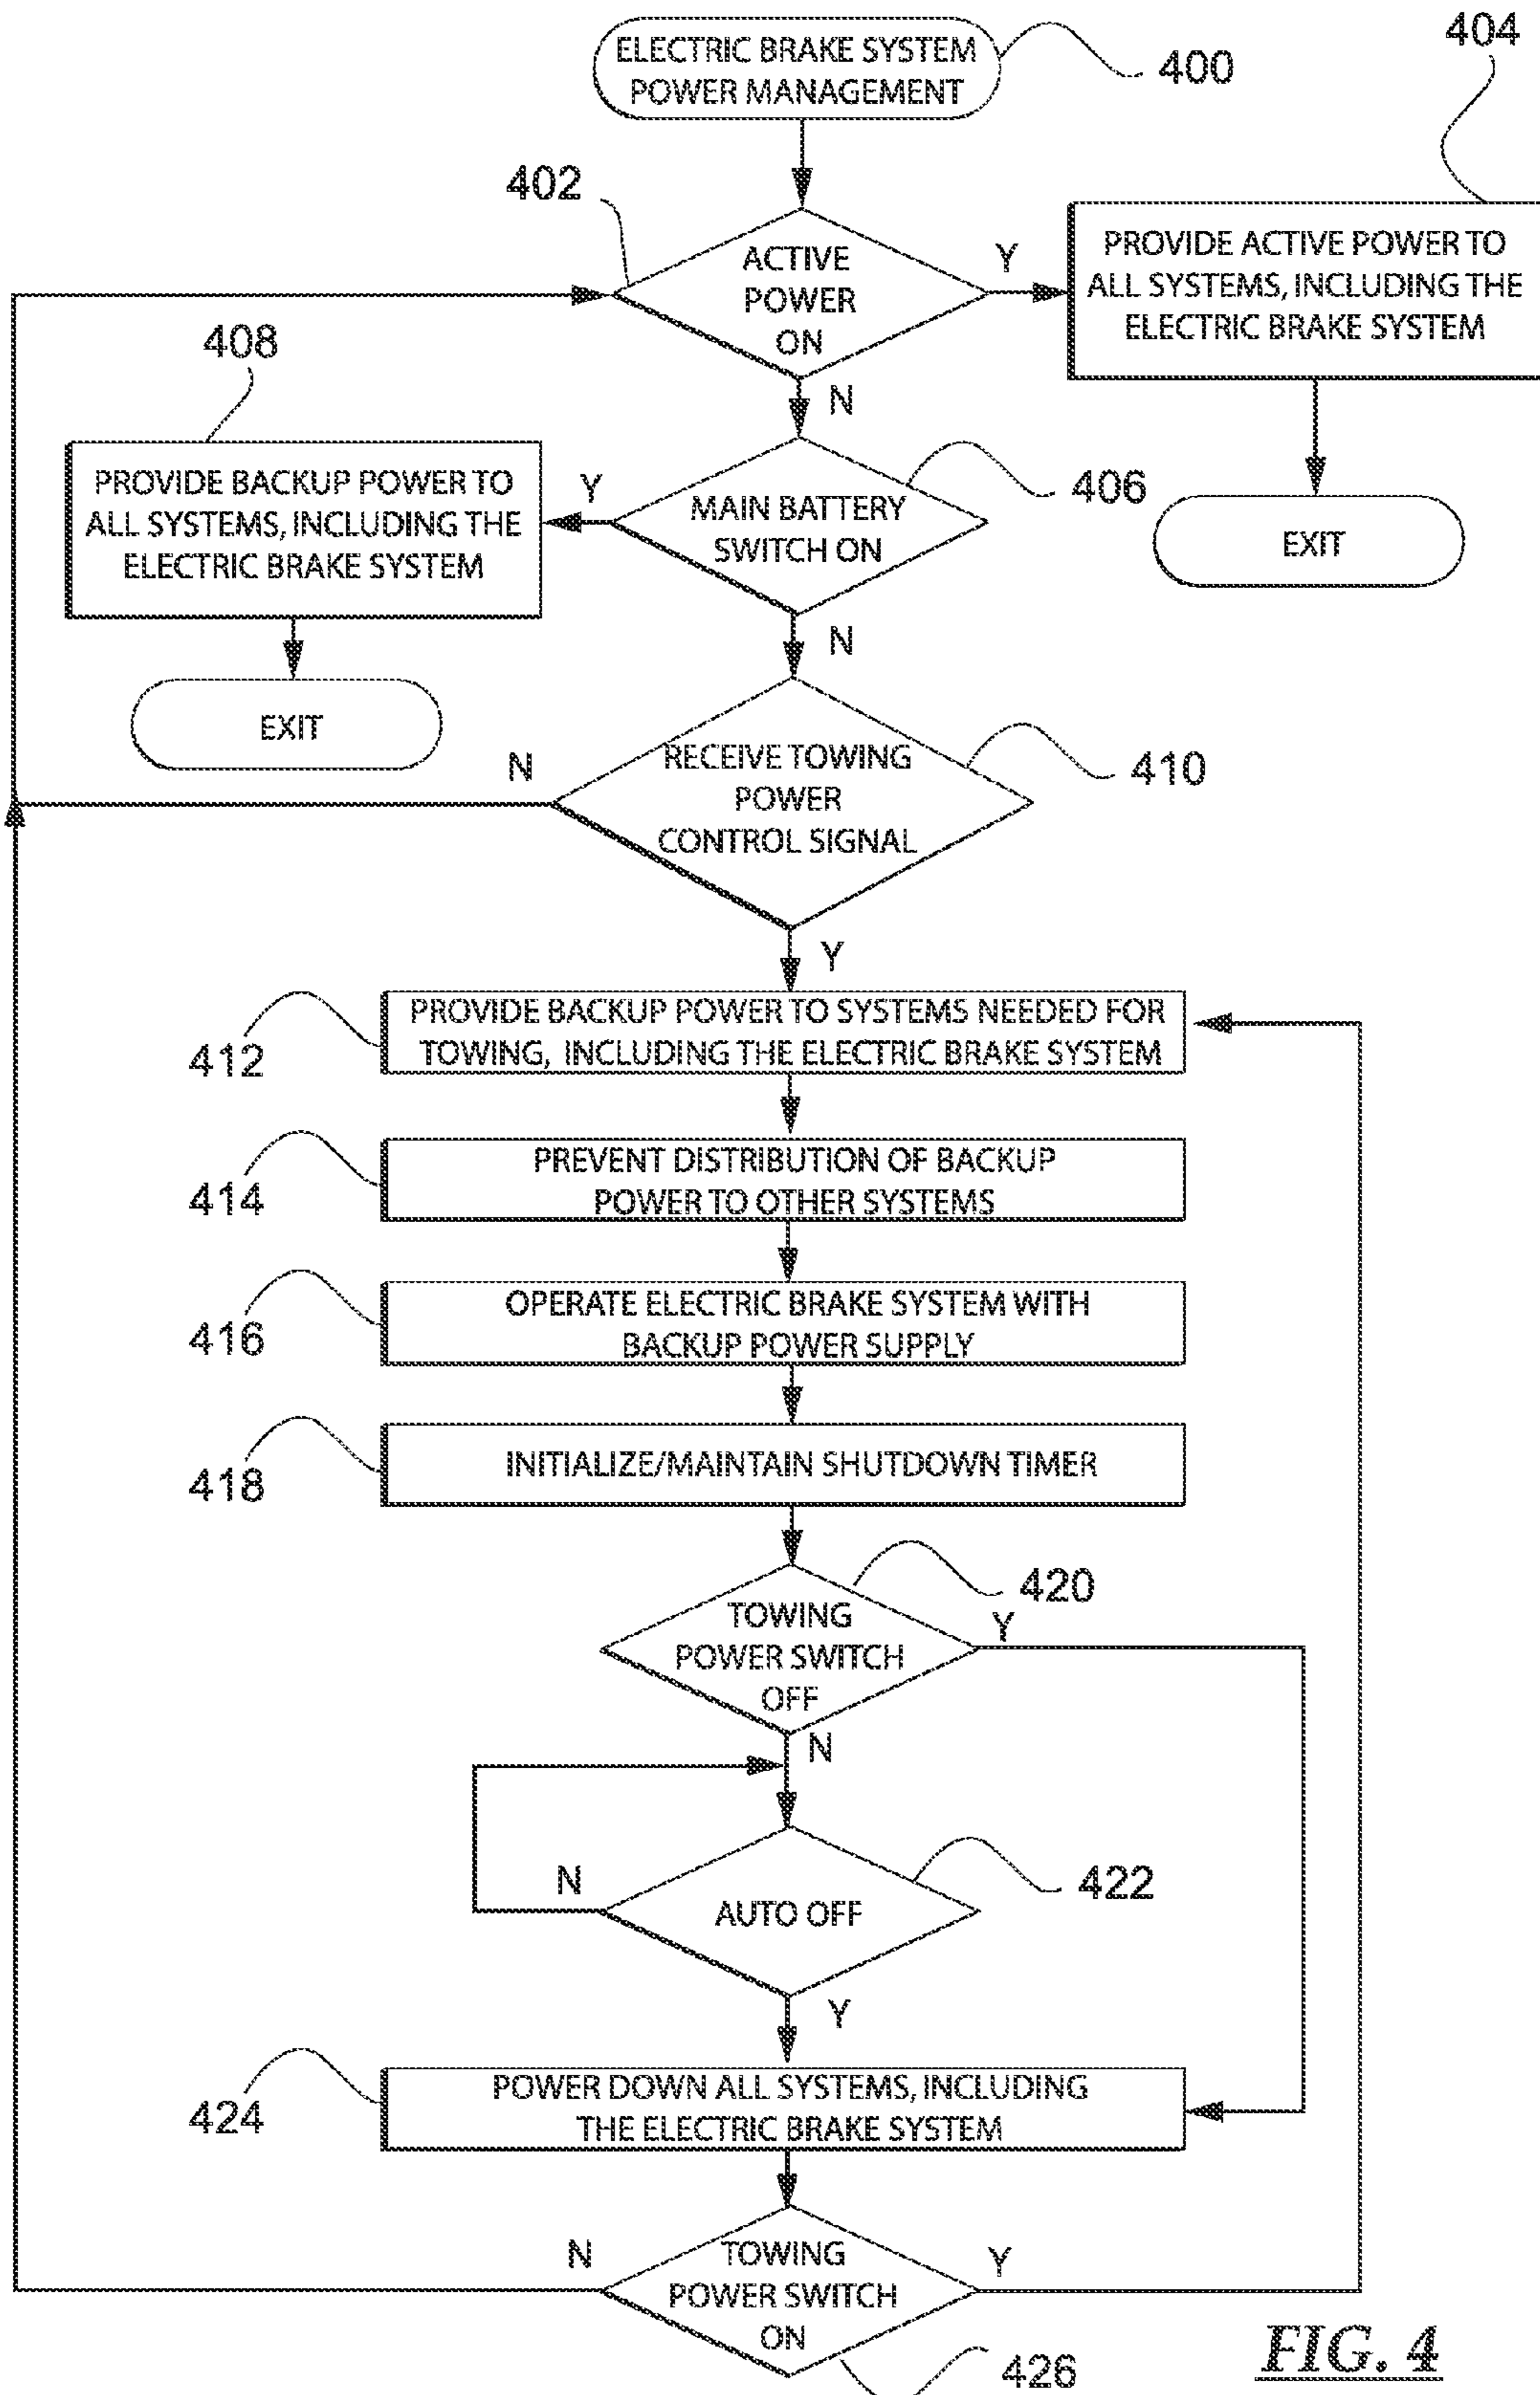 ELECTRIC BRAKE SYSTEM
POWER MANAGEMENT
400
404
402
ACTIVE
POWER
ON
Y
PROVIDE ACTIVE POWER TO
ALL SYSTEMS, INCLUDING THE
ELECTRIC BRAKE SYSTEM
N
408
PROVIDE BACKUP POWER TO
ALL SYSTEMS, INCLUDING THE
ELECTRIC BRAKE SYSTEM
Y
MAIN BATTERY
SWITCH ON
406
EXIT
N
EXIT
N
RECEIVE TOWING
POWER
CONTROL SIGNAL
410
Y
412
PROVIDE BACKUP POWER TO SYSTEMS NEEDED FOR
TOWING, INCLUDING THE ELECTRIC BRAKE SYSTEM
414
PREVENT DISTRIBUTION OF BACKUP
POWER TO OTHER SYSTEMS
416
OPERATE ELECTRIC BRAKE SYSTEM WITH
BACKUP POWER SUPPLY
418
INITIALIZE/MAINTAIN SHUTDOWN TIMER
420
TOWING
POWER SWITCH
OFF
Y
N
N
AUTO OFF
422
Y
424
POWER DOWN ALL SYSTEMS, INCLUDING
THE ELECTRIC BRAKE SYSTEM
N
TOWING
POWER SWITCH
ON
Y
426
FIG. 4